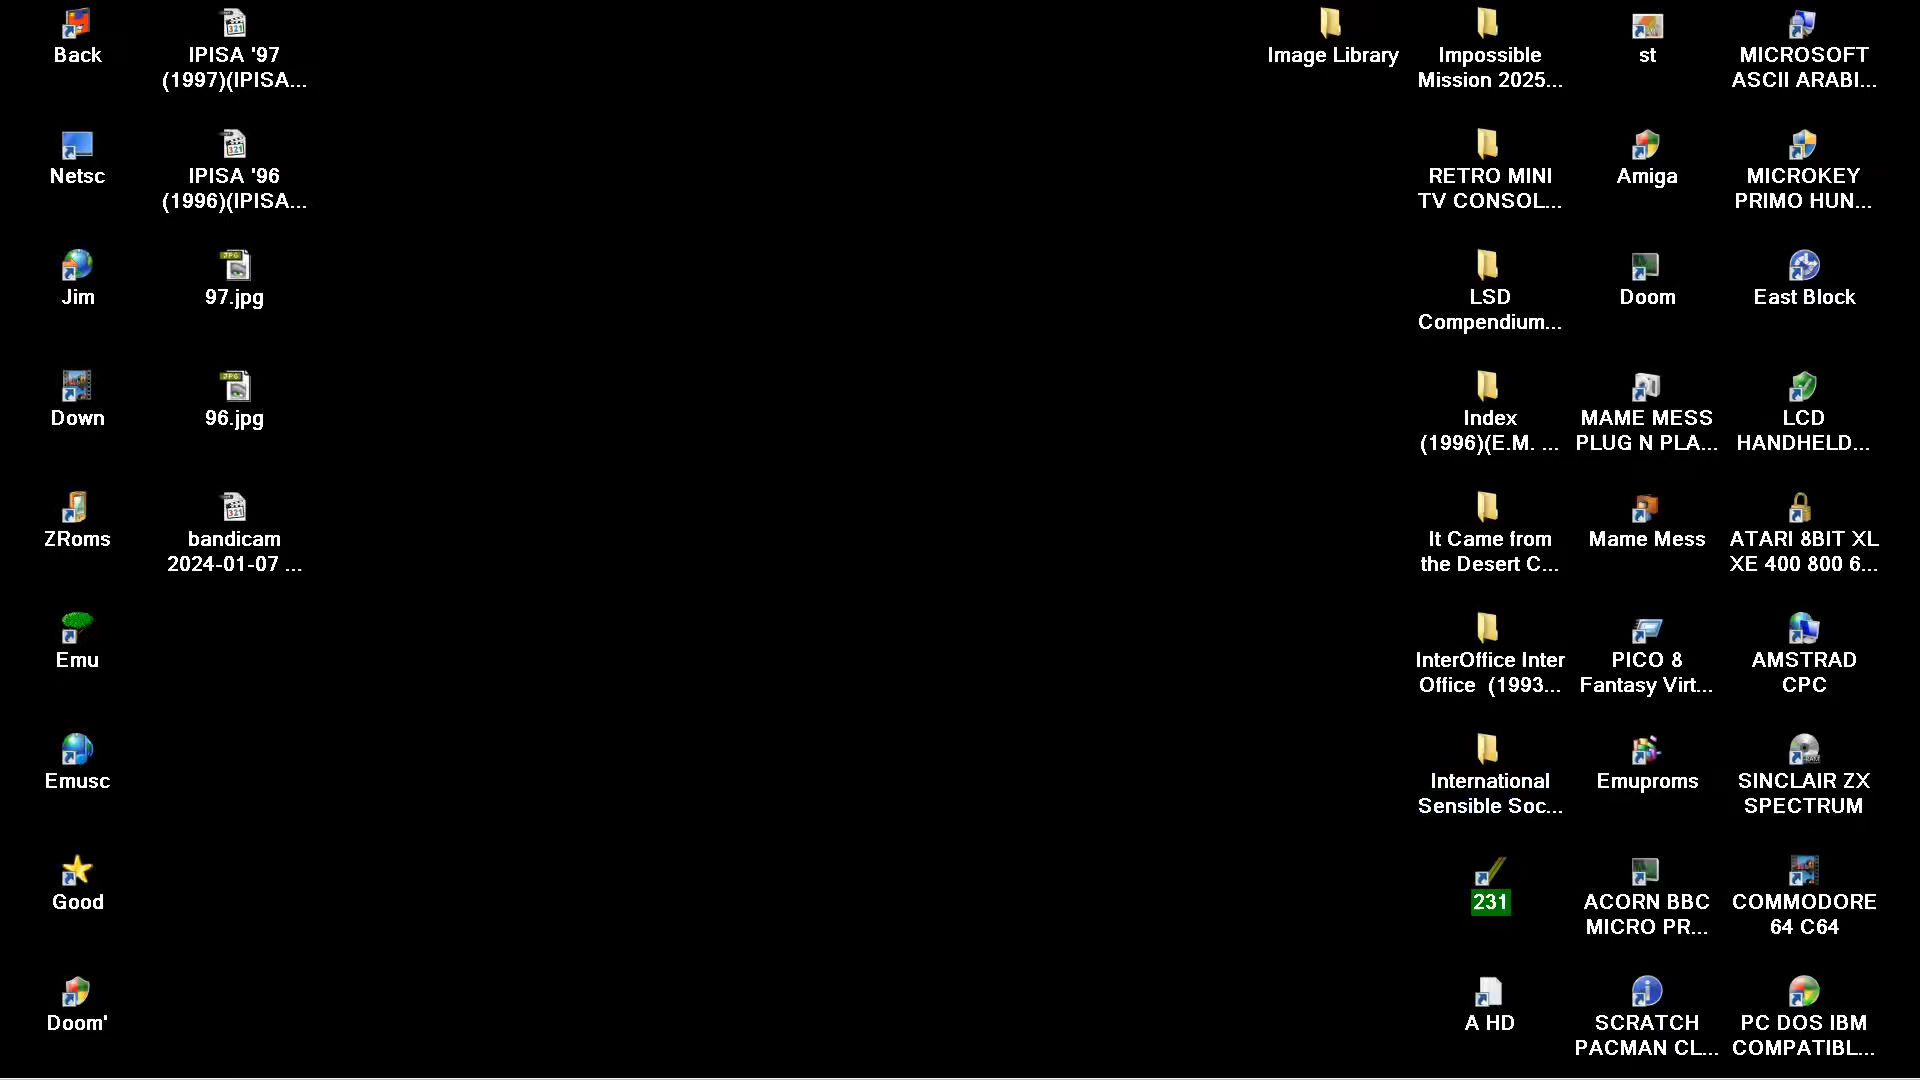 Back
IPISA '97
(1997)(IPISA...
Image Library
Impossible
Mission 2025...
st
MICROSOFT
ASCII ARABI...
Netsc
IPISA '96
(1996)(IPISA...
RETRO MINI
TV CONSOL...
Amiga
MICROKEY
PRIMO HUN...
Jim
97.jpg
LSD
Compendium...
Doom
East Block
Down
96.jpg
Index
(1996)(E.M. ...
MAME MESS
PLUG N PLA...
LCD
HANDHELD...
ZRoms
bandicam
2024-01-07 ...
It Came from
the Desert C...
Mame Mess
ATARI 8BIT XL
XE 400 800 6...
Emu
InterOffice Inter
Office  (1993...
PICO 8
Fantasy Virt...
AMSTRAD
CPC
Emusc
International
Sensible Soc...
Emuproms
SINCLAIR ZX
SPECTRUM
Good
231
ACORN BBC
MICRO PR...
COMMODORE
64 C64
Doom'
A HD
SCRATCH
PACMAN CL...
PC DOS IBM
COMPATIBL...